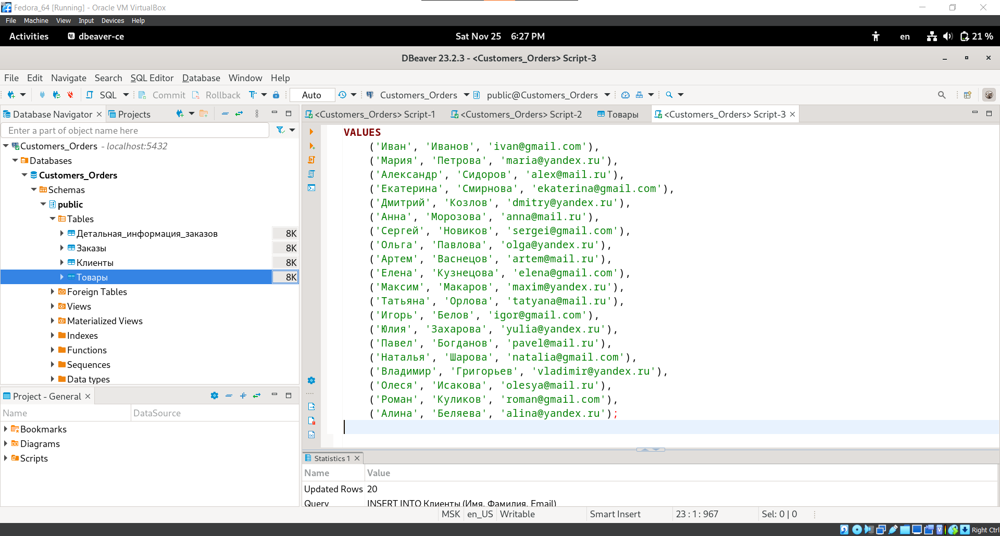 Fedora_64 [Running] - Oracle VM VirtualBox
File Machine View Input Devices Help
Activities dbeaver-ce Sat Nov 25 6:27 PM en 21 %
DBeaver 23.2.3 - <Customers_Orders> Script-3
File Edit Navigate Search SQL Editor Database Window Help
SQL Commit Rollback Auto Customers_Orders public@Customers_Orders
Database Navigator Projects
Enter a part of object name here
Customers_Orders - localhost:5432
Databases
Customers_Orders
Schemas
public
Tables
Детальная_информация_заказов 8K
Заказы 8K
Клиенты 8K
Товары 8K
Foreign Tables
Views
Materialized Views
Indexes
Functions
Sequences
Data types
Project - General
Name DataSource
Bookmarks
Diagrams
Scripts
<Customers_Orders> Script-1 <Customers_Orders> Script-2 Товары <Customers_Orders> Script-3
VALUES
('Иван', 'Иванов', 'ivan@gmail.com'),
('Мария', 'Петрова', 'maria@yandex.ru'),
('Александр', 'Сидоров', 'alex@mail.ru'),
('Екатерина', 'Смирнова', 'ekaterina@gmail.com'),
('Дмитрий', 'Козлов', 'dmitry@yandex.ru'),
('Анна', 'Морозова', 'anna@mail.ru'),
('Сергей', 'Новиков', 'sergei@gmail.com'),
('Ольга', 'Павлова', 'olga@yandex.ru'),
('Артем', 'Васнецов', 'artem@mail.ru'),
('Елена', 'Кузнецова', 'elena@gmail.com'),
('Максим', 'Макаров', 'maxim@yandex.ru'),
('Татьяна', 'Орлова', 'tatyana@mail.ru'),
('Игорь', 'Белов', 'igor@gmail.com'),
('Юлия', 'Захарова', 'yulia@yandex.ru'),
('Павел', 'Богданов', 'pavel@mail.ru'),
('Наталья', 'Шарова', 'natalia@gmail.com'),
('Владимир', 'Григорьев', 'vladimir@yandex.ru'),
('Олеся', 'Исакова', 'olesya@mail.ru'),
('Роман', 'Куликов', 'roman@gmail.com'),
('Алина', 'Беляева', 'alina@yandex.ru');
Statistics 1
Name Value
Updated Rows 20
Query INSERT INTO Клиенты (Имя, Фамилия, Email)
MSK en_US Writable Smart Insert 23 : 1 : 967 Sel: 0 | 0
Right Ctrl